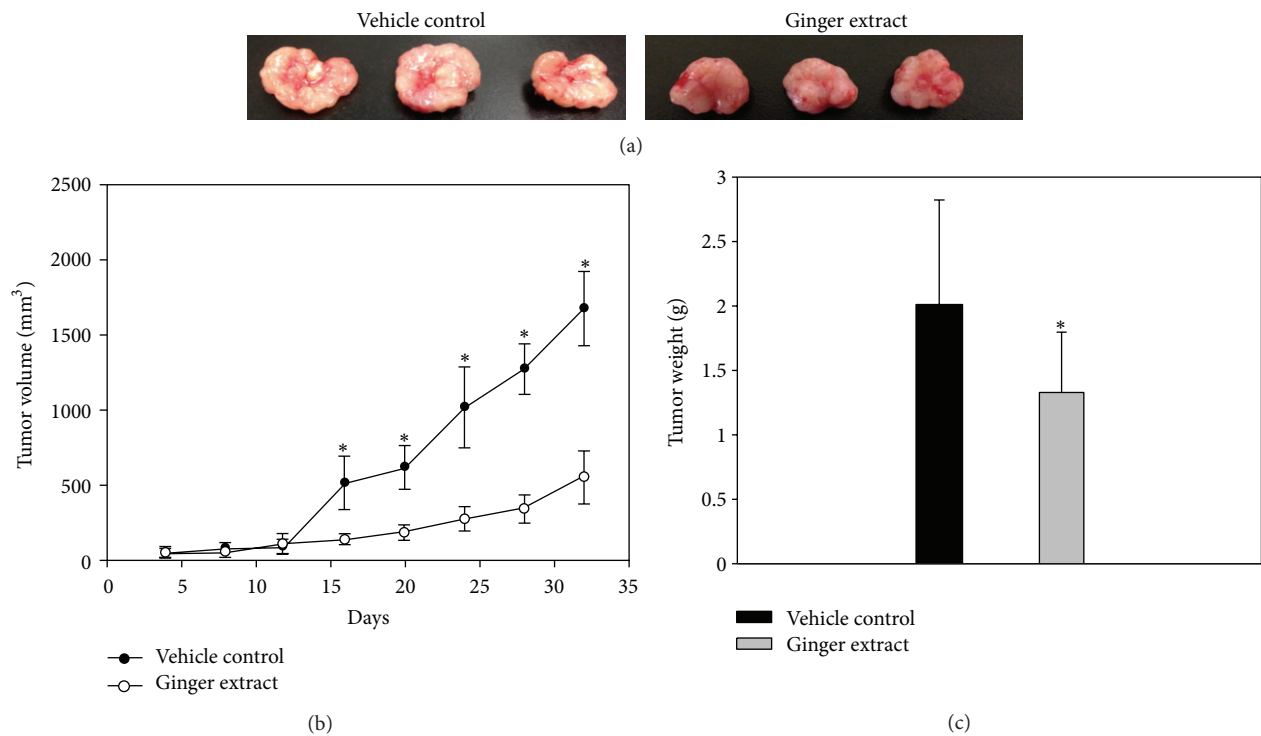 Vehicle control
Ginger extract
(a)
2500
2000
1500
1000
500
0
Tumor volume (mm³)
*
*
*
*
*
0
5
10
15
20
25
30
35
Days
Vehicle control
Ginger extract
(b)
3
2.5
2
1.5
1
0.5
0
Tumor weight (g)
*
Vehicle control
Ginger extract
(c)